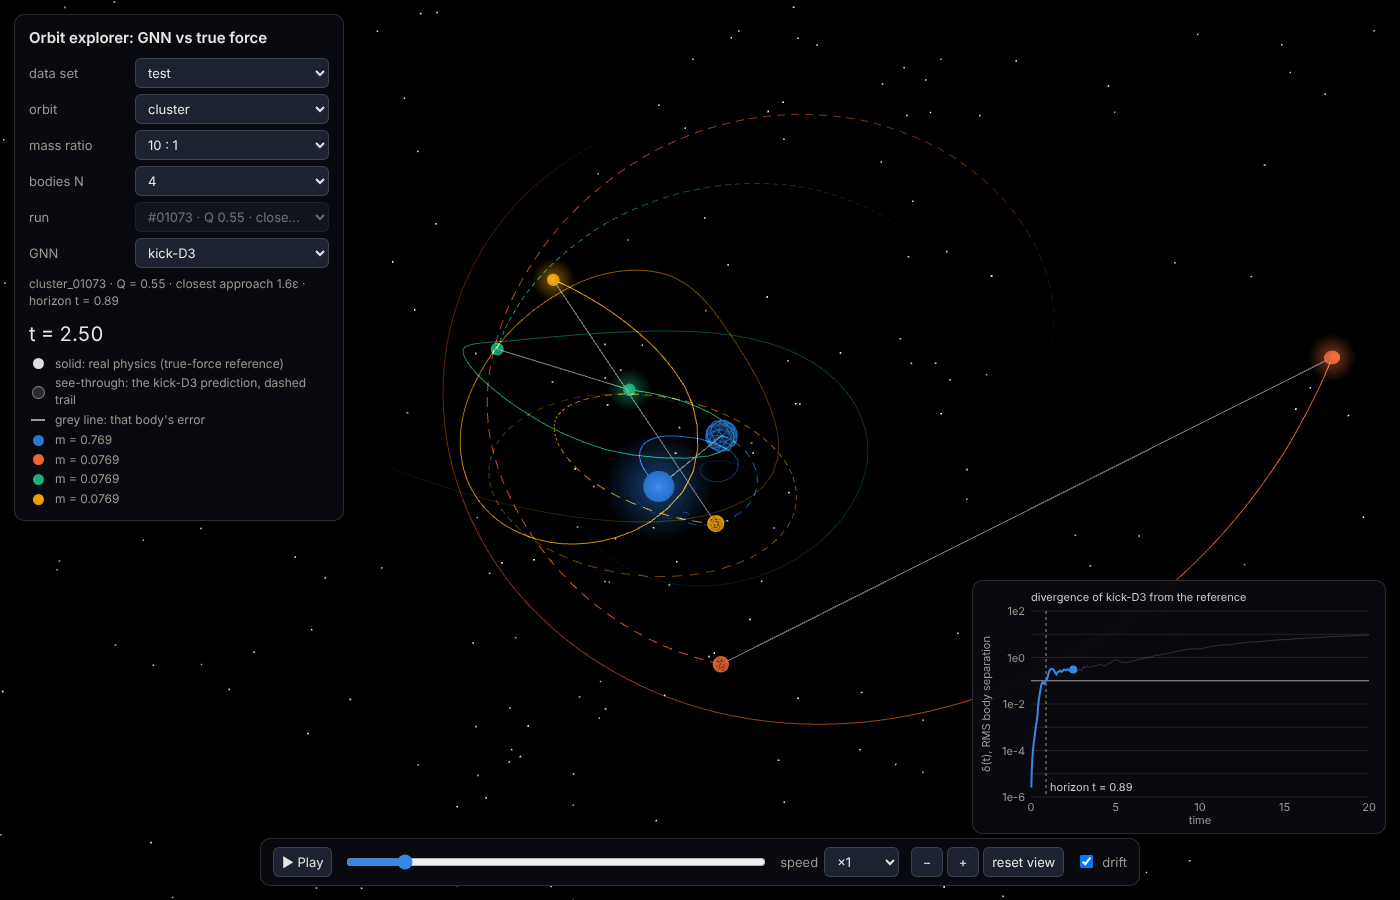 Orbit explorer: GNN vs true force
data set
test
orbit
cluster
mass ratio
10 : 1
bodies N
4
run
#01073 · Q 0.55 · close...
GNN
kick-D3
cluster_01073 · Q = 0.55 · closest approach 1.6ε ·
horizon t = 0.89
t = 2.50
solid: real physics (true-force reference)
see-through: the kick-D3 prediction, dashed
trail
grey line: that body's error
m = 0.769
m = 0.0769
m = 0.0769
m = 0.0769
divergence of kick-D3 from the reference
δ(t), RMS body separation
1e2
1e0
1e-2
1e-4
1e-6
horizon t = 0.89
0 5 10 15 20
time
▶ Play
speed
×1
−
+
reset view
drift